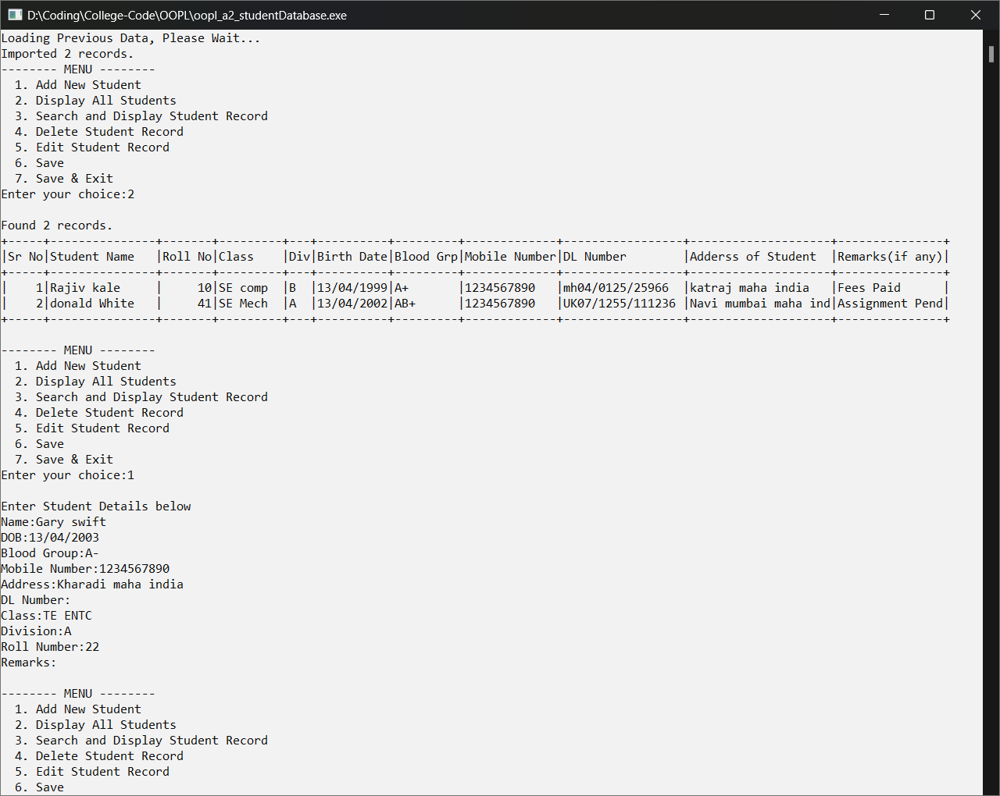 D:\Coding\College-Code\OOPL\oopl_a2_studentDatabase.exe
Loading Previous Data, Please Wait...
Imported 2 records.
-------- MENU --------
  1. Add New Student
  2. Display All Students
  3. Search and Display Student Record
  4. Delete Student Record
  5. Edit Student Record
  6. Save
  7. Save & Exit
Enter your choice:2

Found 2 records.
+-----+---------------+-------+---------+---+----------+---------+-------------+-----------------+--------------------+---------------+
|Sr No|Student Name   |Roll No|Class    |Div|Birth Date|Blood Grp|Mobile Number|DL Number        |Adderss of Student  |Remarks(if any)|
+-----+---------------+-------+---------+---+----------+---------+-------------+-----------------+--------------------+---------------+
|    1|Rajiv kale     |     10|SE comp  |B  |13/04/1999|A+       |1234567890   |mh04/0125/25966  |katraj maha india   |Fees Paid      |
|    2|donald White   |     41|SE Mech  |A  |13/04/2002|AB+      |1234567890   |UK07/1255/111236 |Navi mumbai maha ind|Assignment Pend|
+-----+---------------+-------+---------+---+----------+---------+-------------+-----------------+--------------------+---------------+

-------- MENU --------
  1. Add New Student
  2. Display All Students
  3. Search and Display Student Record
  4. Delete Student Record
  5. Edit Student Record
  6. Save
  7. Save & Exit
Enter your choice:1

Enter Student Details below
Name:Gary swift
DOB:13/04/2003
Blood Group:A-
Mobile Number:1234567890
Address:Kharadi maha india
DL Number:
Class:TE ENTC
Division:A
Roll Number:22
Remarks:

-------- MENU --------
  1. Add New Student
  2. Display All Students
  3. Search and Display Student Record
  4. Delete Student Record
  5. Edit Student Record
  6. Save